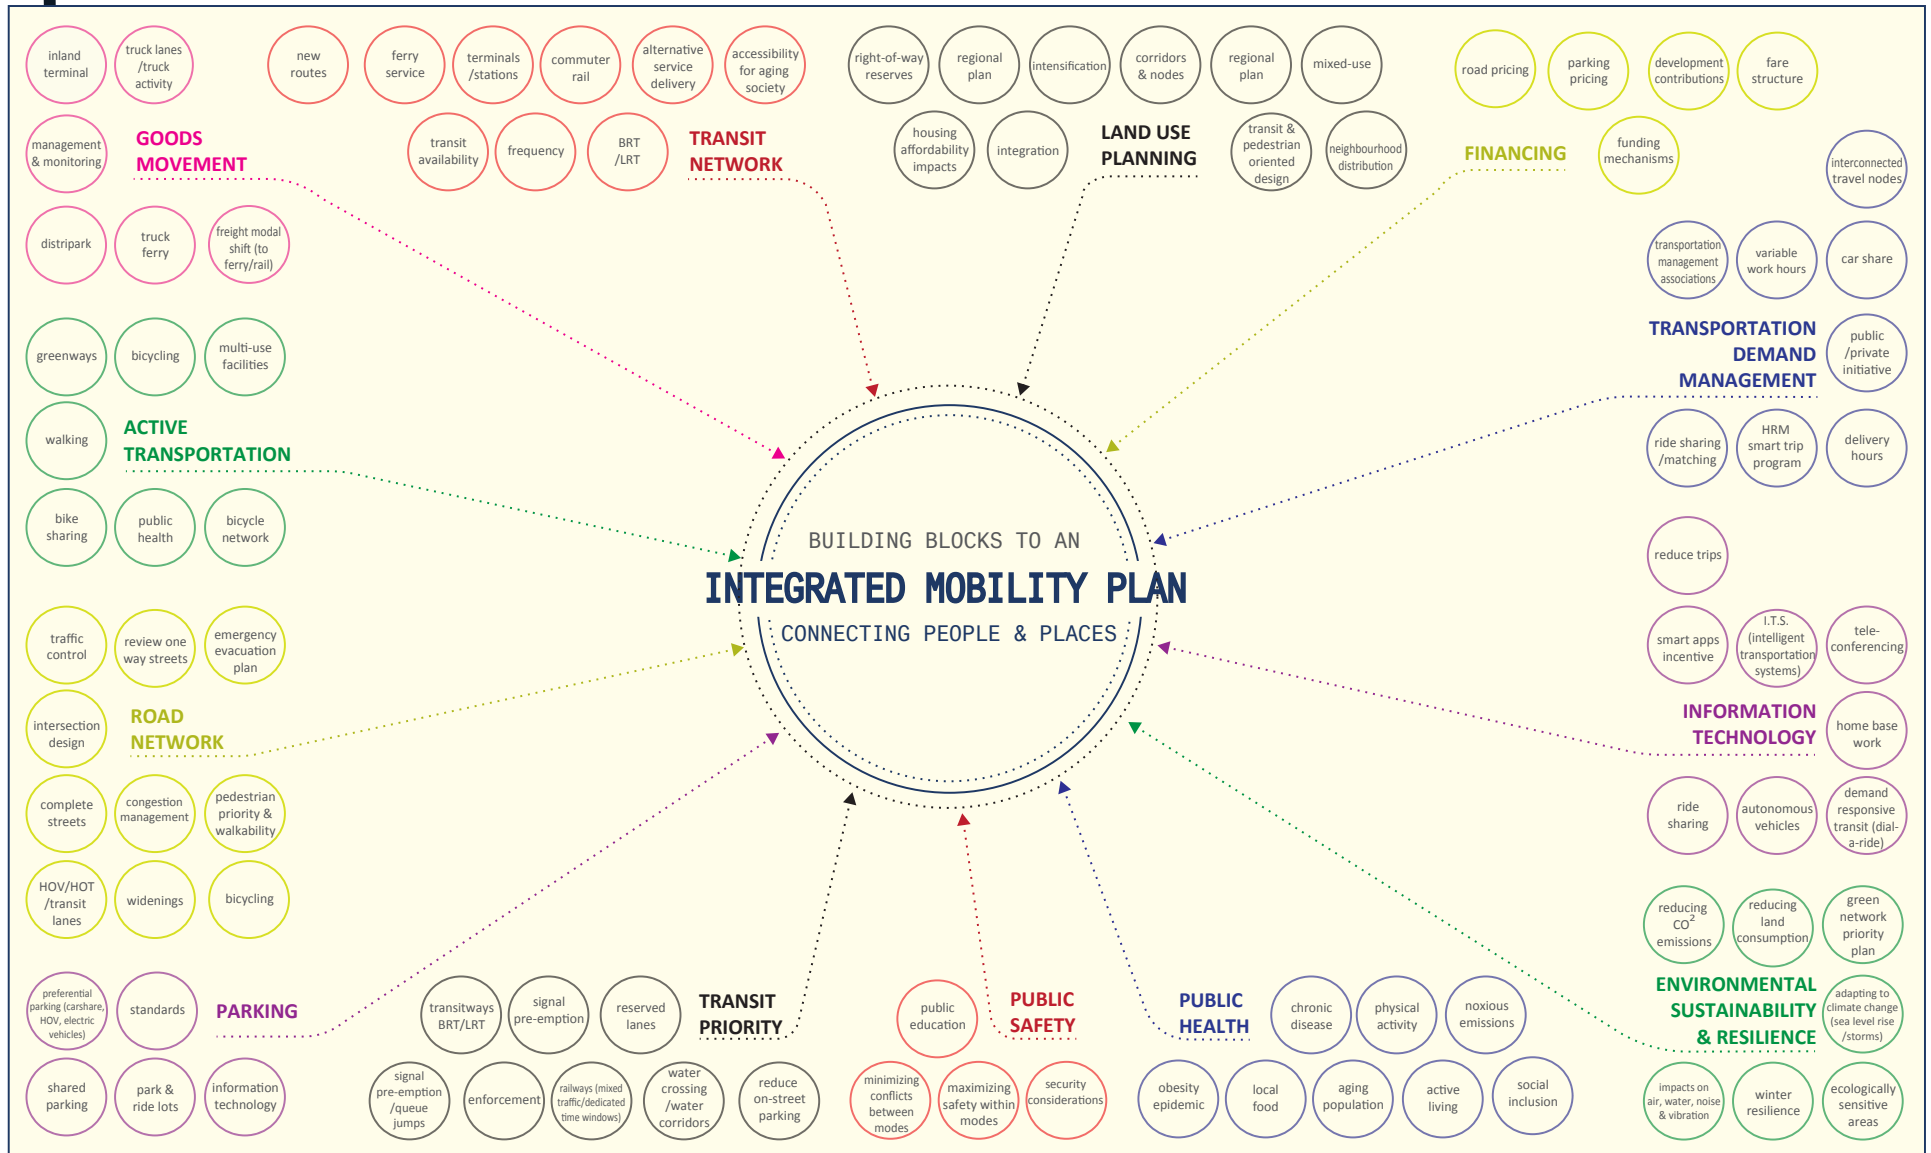 inland
terminal
truck lanes
/truck
activity
management
& monitoring
GOODS
MOVEMENT
distripark
truck
ferry
freight modal
shift (to
ferry/rail)
new
routes
ferry
service
terminals
/stations
commuter
rail
alternative
service
delivery
accessibility
for aging
society
transit
availability
frequency
BRT
/LRT
TRANSIT
NETWORK
right-of-way
reserves
regional
plan
intensification
corridors
& nodes
regional
plan
mixed-use
housing
affordability
impacts
integration
LAND USE
PLANNING
transit &
pedestrian
oriented
design
neighbourhood
distribution
road pricing
parking
pricing
development
contributions
fare
structure
FINANCING
funding
mechanisms
interconnected
travel nodes
transportation
management
associations
variable
work hours
car share
TRANSPORTATION
DEMAND
MANAGEMENT
public
/private
initiative
ride sharing
/matching
HRM
smart trip
program
delivery
hours
greenways
bicycling
multi-use
facilities
walking
ACTIVE
TRANSPORTATION
bike
sharing
public
health
bicycle
network
BUILDING BLOCKS TO AN
INTEGRATED MOBILITY PLAN
CONNECTING PEOPLE & PLACES
reduce trips
smart apps
incentive
I.T.S.
(intelligent
transportation
systems)
tele-
conferencing
INFORMATION
TECHNOLOGY
home base
work
ride
sharing
autonomous
vehicles
demand
responsive
transit (dial-
a-ride)
traffic
control
review one
way streets
emergency
evacuation
plan
intersection
design
ROAD
NETWORK
complete
streets
congestion
management
pedestrian
priority &
walkability
HOV/HOT
/transit
lanes
widenings
bicycling
preferential
parking (carshare,
HOV, electric
vehicles)
standards
PARKING
shared
parking
park &
ride lots
information
technology
transitways
BRT/LRT
signal
pre-emption
reserved
lanes
TRANSIT
PRIORITY
signal
pre-emption
/queue
jumps
enforcement
railways (mixed
traffic/dedicated
time windows)
water
crossing
/water
corridors
reduce
on-street
parking
public
education
PUBLIC
SAFETY
minimizing
conflicts
between
modes
maximizing
safety within
modes
security
considerations
PUBLIC
HEALTH
chronic
disease
physical
activity
noxious
emissions
obesity
epidemic
local
food
aging
population
active
living
social
inclusion
reducing
CO²
emissions
reducing
land
consumption
green
network
priority
plan
ENVIRONMENTAL
SUSTAINABILITY
& RESILIENCE
adapting to
climate change
(sea level rise
/storms)
impacts on
air, water, noise
& vibration
winter
resilience
ecologically
sensitive
areas